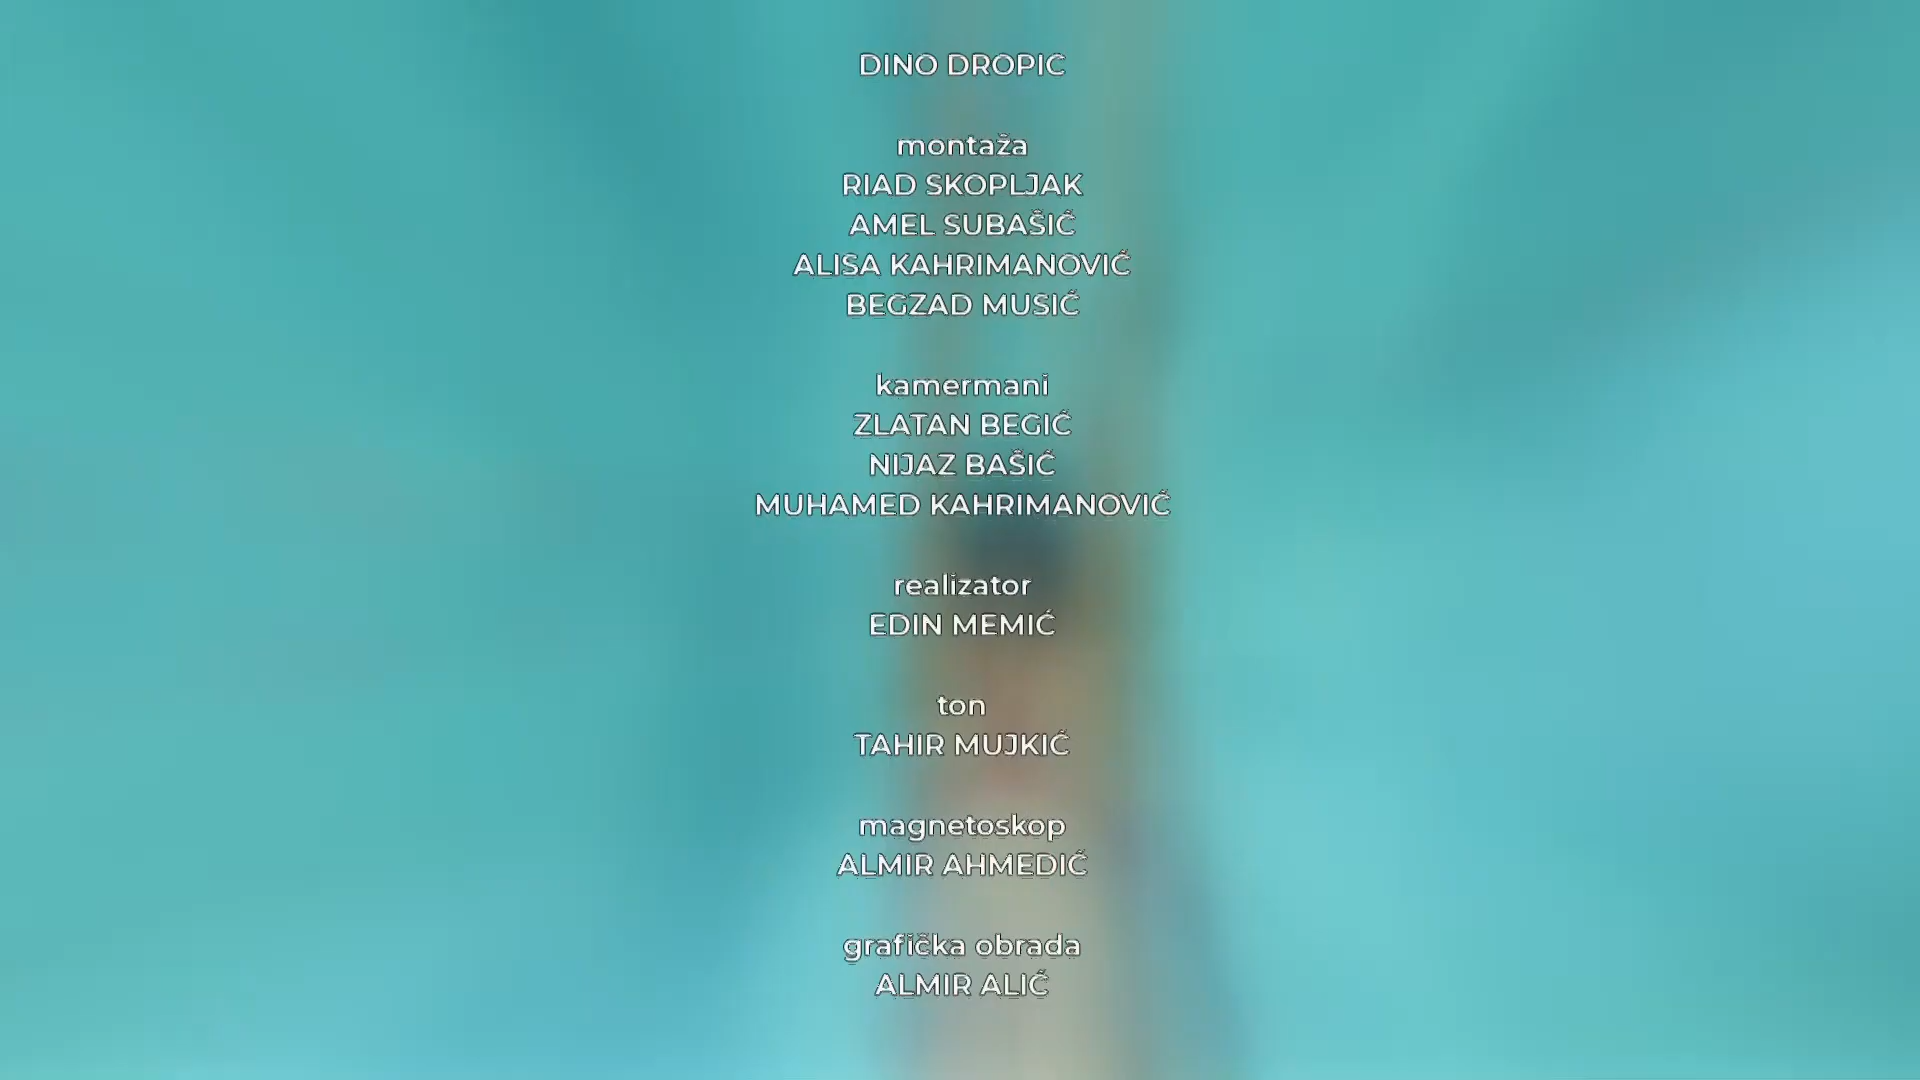 DINO DROPIC
montaža
RIAD SKOPLJAK
AMEL SUBAŠIĆ
ALISA KAHRIMANOVIĆ
BEGZAD MUSIĆ
kamermani
ZLATAN BEGIĆ
NIJAZ BAŠIĆ
MUHAMED KAHRIMANOVIĆ
realizator
EDIN MEMIĆ
ton
TAHIR MUJKIĆ
magnetoskop
ALMIR AHMEDIĆ
grafička obrada
ALMIR ALIĆ